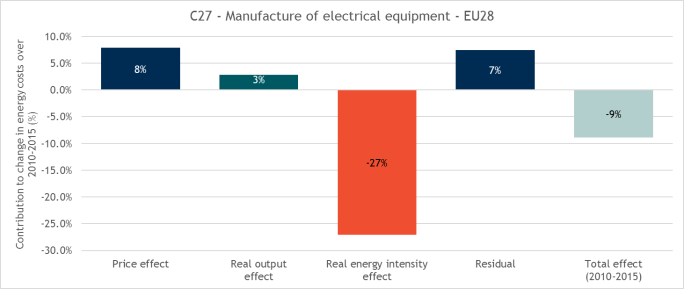 C27 - Manufacture of electrical equipment - EU28
Contribution to change in energy costs over
2010-2015 (%)
10.0%
5.0%
0.0%
-5.0%
-10.0%
-15.0%
-20.0%
-25.0%
-30.0%
8%
3%
-27%
7%
-9%
Price effect
Real output
effect
Real energy intensity
effect
Residual
Total effect
(2010-2015)